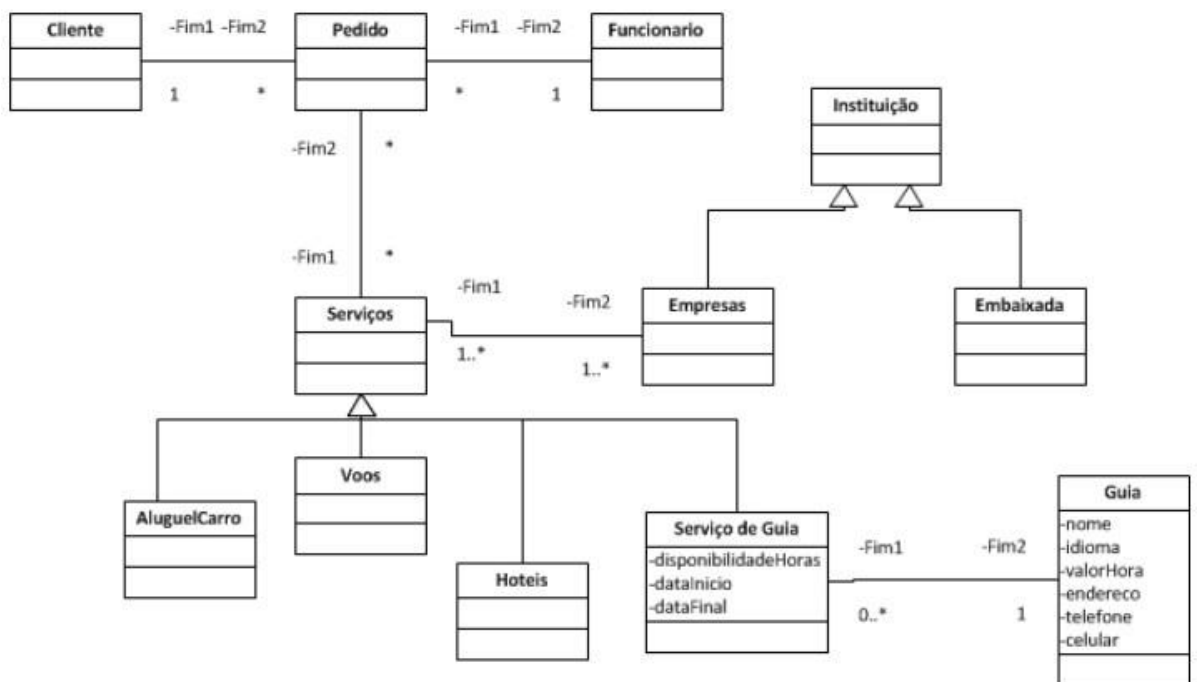 Cliente
-Fim1 -Fim2
Pedido
-Fim1 -Fim2
Funcionario
1 *
* 1
Instituição
-Fim2 *
-Fim1 *
Serviços
-Fim1
-Fim2
1..*
1..*
Empresas
Embaixada
AluguelCarro
Voos
Hoteis
Serviço de Guia
-disponibilidadeHoras
-dataInicio
-dataFinal
-Fim1 -Fim2
0..* 1
Guia
-nome
-idioma
-valorHora
-endereco
-telefone
-celular